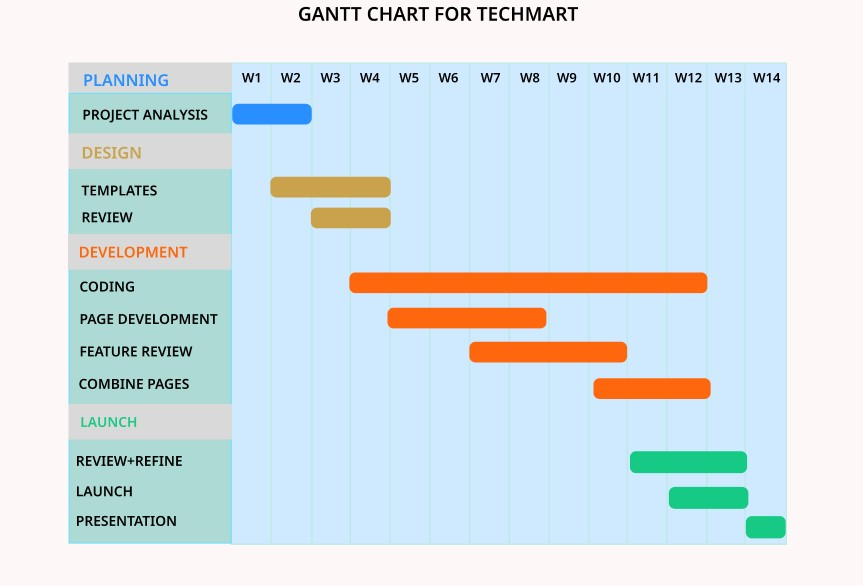 GANTT CHART FOR TECHMART
PLANNING W1 W2 W3 W4 W5 W6 W7 W8 W9 W10 W11 W12 W13 W14
PROJECT ANALYSIS
DESIGN
TEMPLATES
REVIEW
DEVELOPMENT
CODING
PAGE DEVELOPMENT
FEATURE REVIEW
COMBINE PAGES
LAUNCH
REVIEW+REFINE
LAUNCH
PRESENTATION